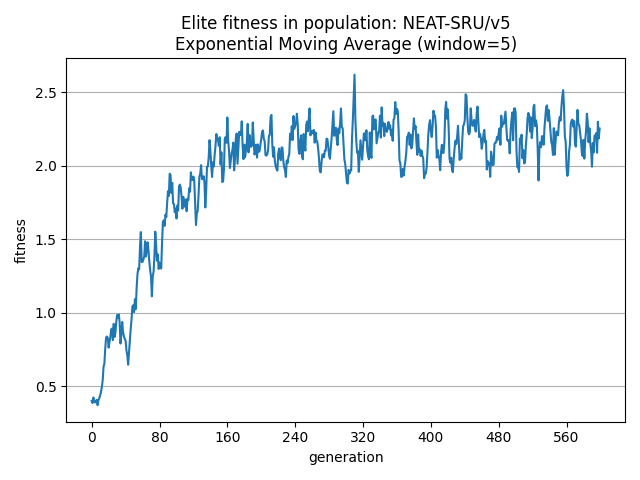 Elite fitness in population: NEAT-SRU/v5
Exponential Moving Average (window=5)
fitness
2.5
2.0
1.5
1.0
0.5
0 80 160 240 320 400 480 560
generation